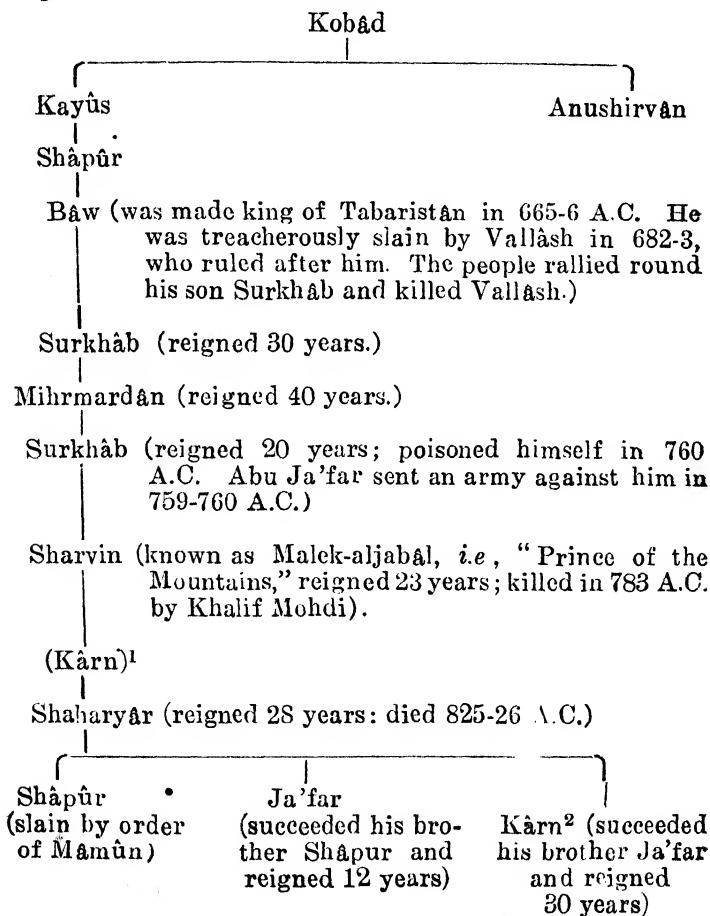 Kobâd
Kayûs Anushirvân
Shâpûr
Bâw (was made king of Tabaristân in 665-6 A.C. He
was treacherously slain by Vallâsh in 682-3,
who ruled after him. The people rallied round
his son Surkhâb and killed Vallâsh.)
Surkhâb (reigned 30 years.)
Mihrmardân (reigned 40 years.)
Surkhâb (reigned 20 years; poisoned himself in 760
A.C. Abu Ja'far sent an army against him in
759-760 A.C.)
Sharvin (known as Malek-aljabâl, i.e, "Prince of the
Mountains," reigned 23 years; killed in 783 A.C.
by Khalif Mohdi).
(Kârn)¹
Shaharyâr (reigned 28 years: died 825-26 A.C.)
Shâpûr
(slain by order
of Mâmûn)
Ja'far
(succeeded his bro-
ther Shâpur and
reigned 12 years)
Kârn² (succeeded
his brother Ja'far
and reigned
30 years)